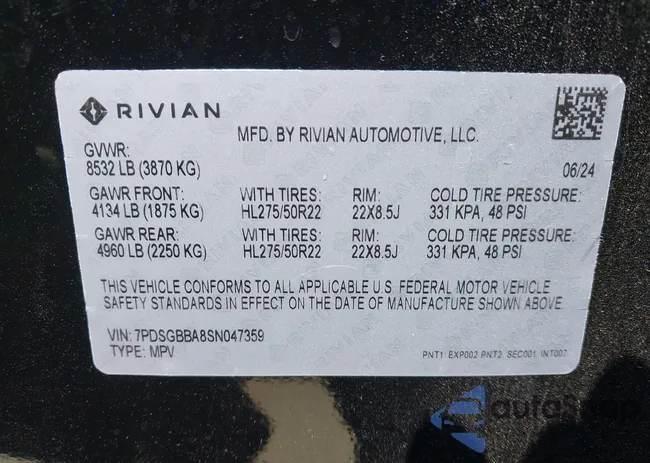 RIVIAN
MFD. BY RIVIAN AUTOMOTIVE, LLC.
GVWR:
8532 LB (3870 KG) 06/24
GAWR FRONT: WITH TIRES: RIM: COLD TIRE PRESSURE:
4134 LB (1875 KG) HL275/50R22 22X8.5J 331 KPA, 48 PSI
GAWR REAR: WITH TIRES: RIM: COLD TIRE PRESSURE:
4960 LB (2250 KG) HL275/50R22 22X8.5J 331 KPA, 48 PSI
THIS VEHICLE CONFORMS TO ALL APPLICABLE U.S. FEDERAL MOTOR VEHICLE
SAFETY STANDARDS IN EFFECT ON THE DATE OF MANUFACTURE SHOWN ABOVE.
VIN: 7PDSGBBA8SN047359
TYPE: MPV
PNT1 EXP002 PNT2 SEC001 INT007